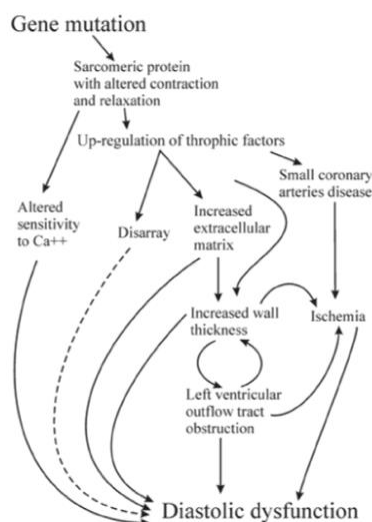 Gene mutation
Sarcomeric protein
with altered contraction
and relaxation
Up-regulation of throphic factors
Small coronary
arteries disease
Altered
sensitivity
to Ca++
Disarray
Increased
extracellular
matrix
Increased wall
thickness
Ischemia
Left ventricular
outflow tract
obstruction
Diastolic dysfunction